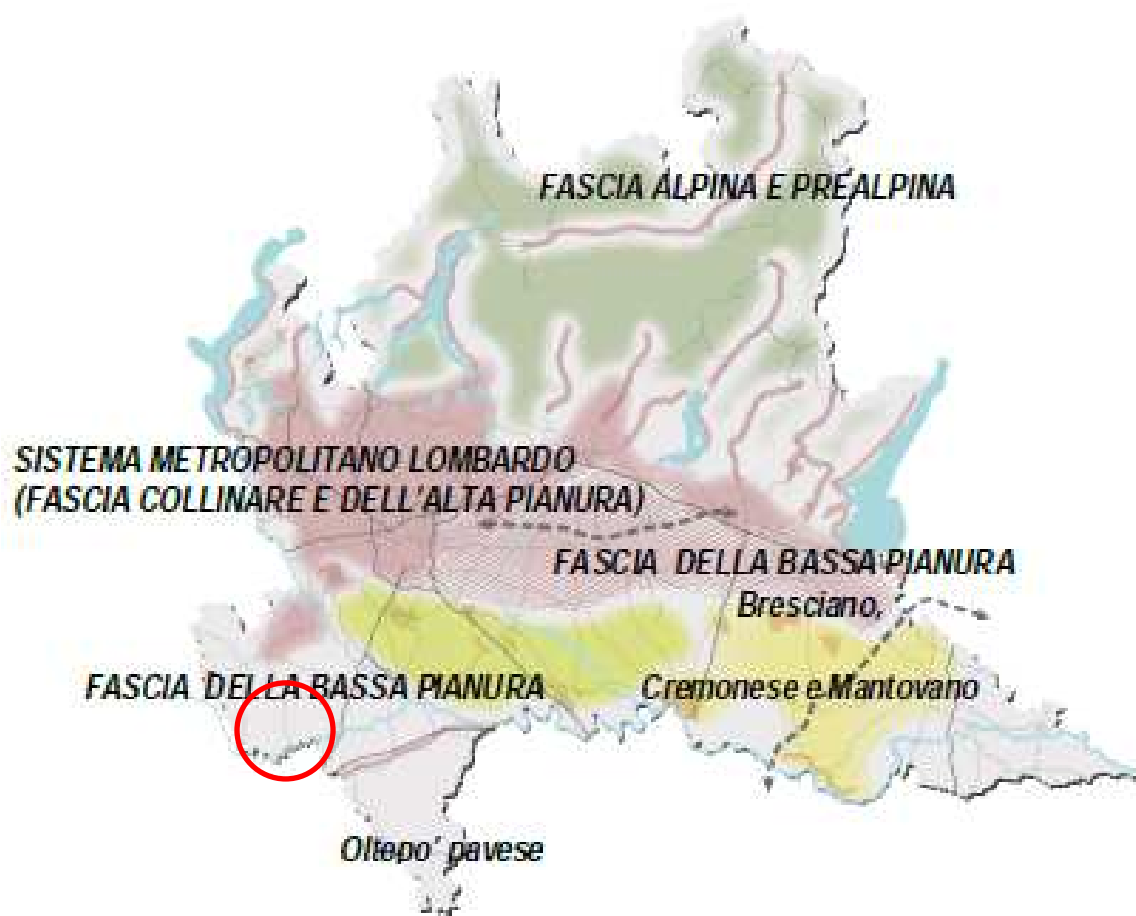 FASCIA ALPINA E PREALPINA
SISTEMA METROPOLITANO LOMBARDO
(FASCIA COLLINARE E DELL'ALTA PIANURA)
FASCIA DELLA BASSA PIANURA
Bresciano,
FASCIA DELLA BASSA PIANURA
Cremonese e Mantovano
Oltepo' pavese